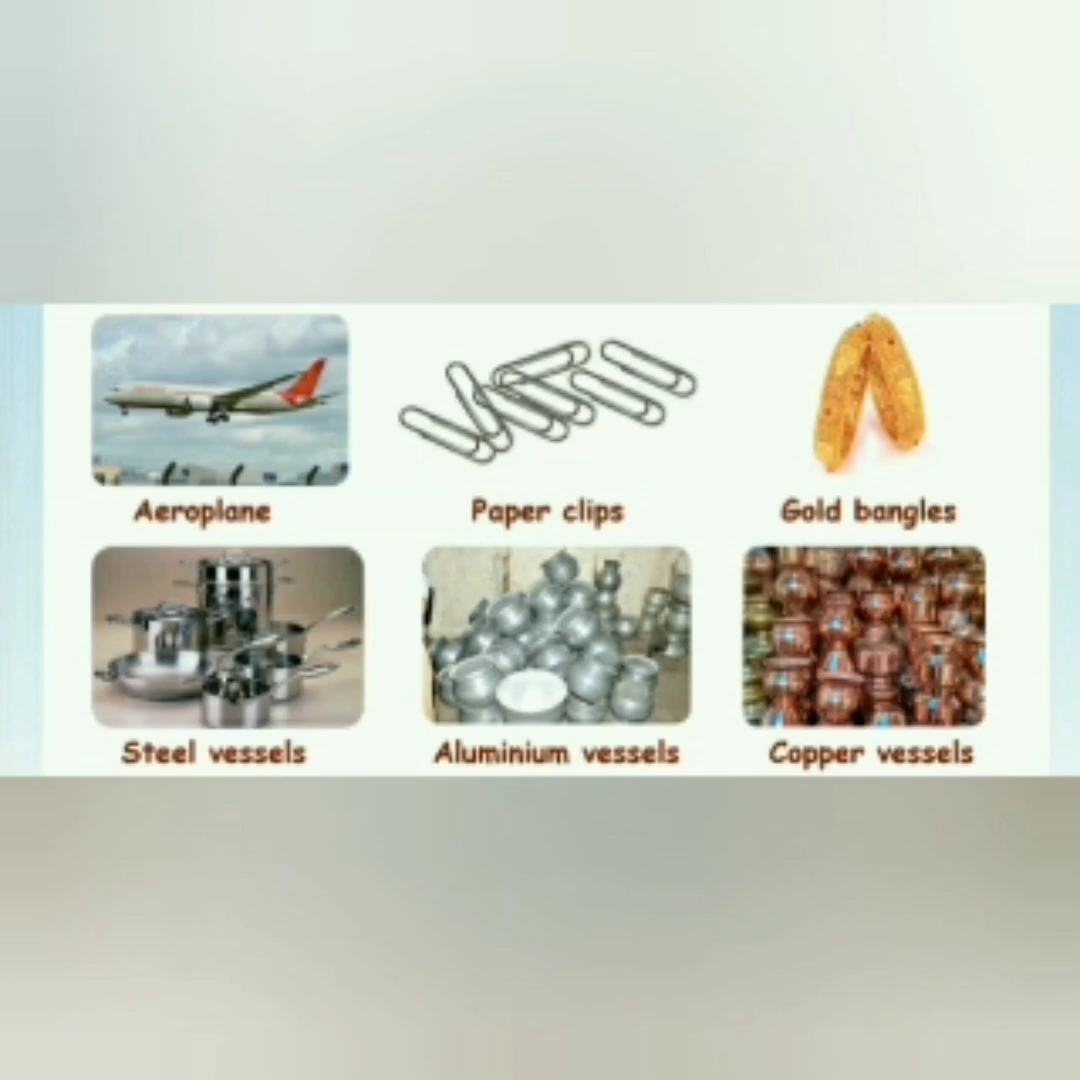 Aeroplane
Paper clips
Gold bangles
Steel vessels
Aluminium vessels
Copper vessels